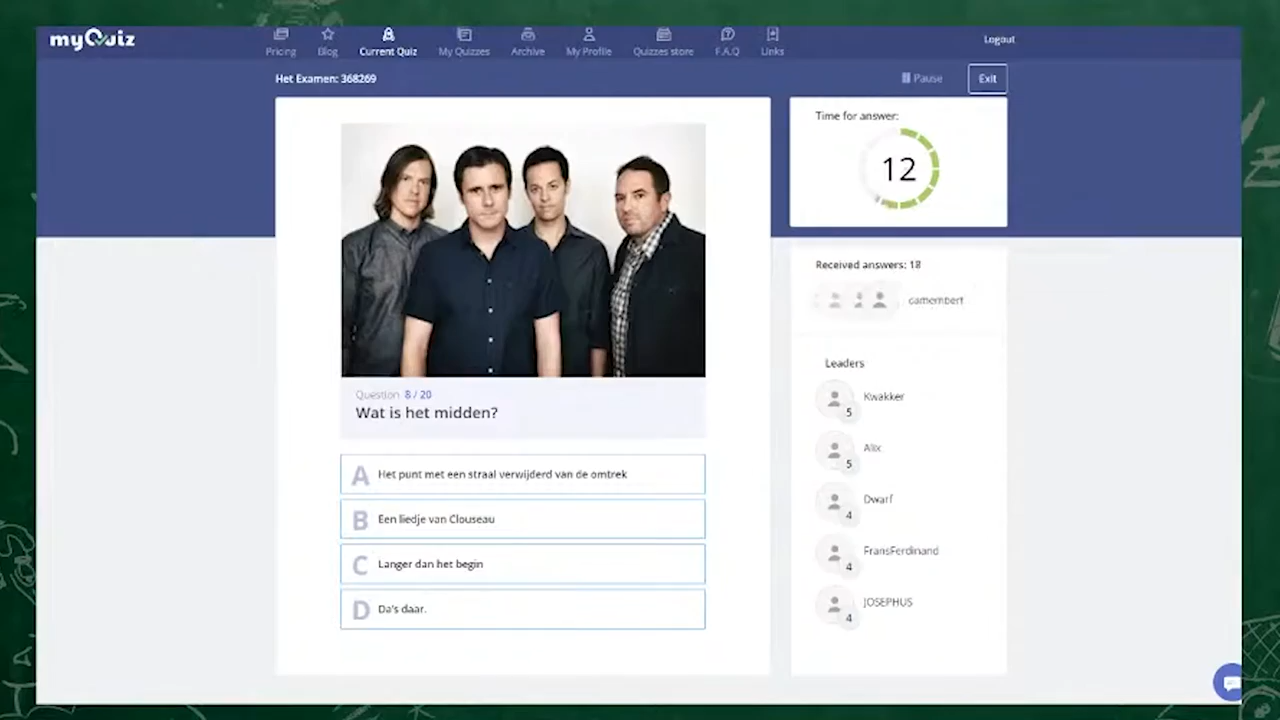 myQuiz
Pricing
Blog
Current Quiz
My Quizzes
Archive
My Profile
Quizzes store
F.A.Q
Links
Logout
Het Examen: 368269
Pause
Exit
Time for answer:
12
Question 8 / 20
Wat is het midden?
A Het punt met een straal verwijderd van de omtrek
B Een liedje van Clouseau
C Langer dan het begin
D Da's daar.
Received answers: 18
camembert
Leaders
Kwakker
5
Alix
5
Dwarf
4
FransFerdinand
4
JOSEPHUS
4